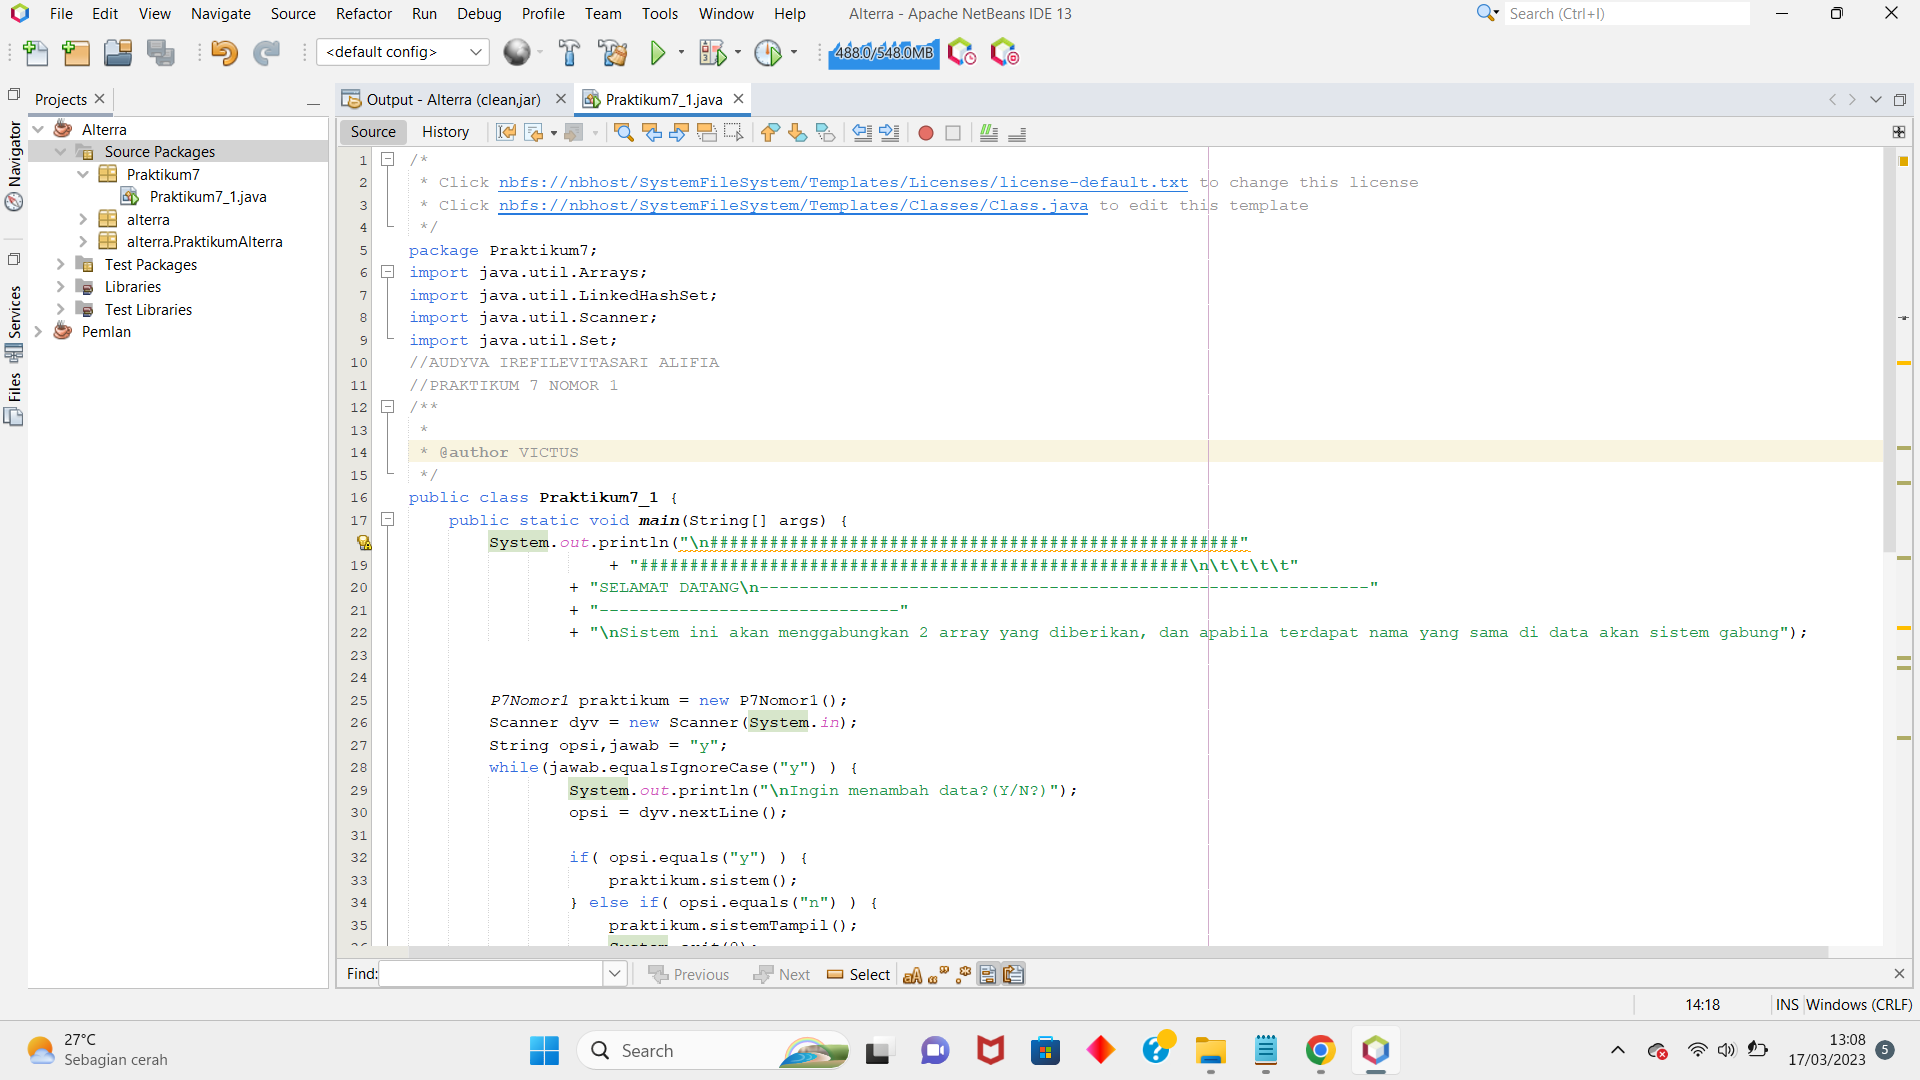 File Edit View Navigate Source Refactor Run Debug Profile Team Tools Window Help Alterra - Apache NetBeans IDE 13 Search (Ctrl+I)
<default config> 488.0/548.0MB
Projects Output - Alterra (clean,jar) Praktikum7_1.java
Source History
Navigator
Services
Files
Alterra
Source Packages
Praktikum7
Praktikum7_1.java
alterra
alterra.PraktikumAlterra
Test Packages
Libraries
Test Libraries
Pemlan
1 /*
2 * Click nbfs://nbhost/SystemFileSystem/Templates/Licenses/license-default.txt to change this license
3 * Click nbfs://nbhost/SystemFileSystem/Templates/Classes/Class.java to edit this template
4 */
5 package Praktikum7;
6 import java.util.Arrays;
7 import java.util.LinkedHashSet;
8 import java.util.Scanner;
9 import java.util.Set;
10 //AUDYVA IREFILEVITASARI ALIFIA
11 //PRAKTIKUM 7 NOMOR 1
12 /**
13 *
14 * @author VICTUS
15 */
16 public class Praktikum7_1 {
17 public static void main(String[] args) {
System.out.println("\n#####################################################"
19 + "#######################################################\n\t\t\t\t"
20 + "SELAMAT DATANG\n-------------------------------------------------------------"
21 + "------------------------------"
22 + "\nSistem ini akan menggabungkan 2 array yang diberikan, dan apabila terdapat nama yang sama di data akan sistem gabung");
23
24
25 P7Nomor1 praktikum = new P7Nomor1();
26 Scanner dyv = new Scanner(System.in);
27 String opsi,jawab = "y";
28 while(jawab.equalsIgnoreCase("y") ) {
29 System.out.println("\nIngin menambah data?(Y/N?)");
30 opsi = dyv.nextLine();
31
32 if( opsi.equals("y") ) {
33 praktikum.sistem();
34 } else if( opsi.equals("n") ) {
35 praktikum.sistemTampil();
Find: Previous Next Select
14:18 INS Windows (CRLF)
27°C
Sebagian cerah
Search
13:08
17/03/2023
5